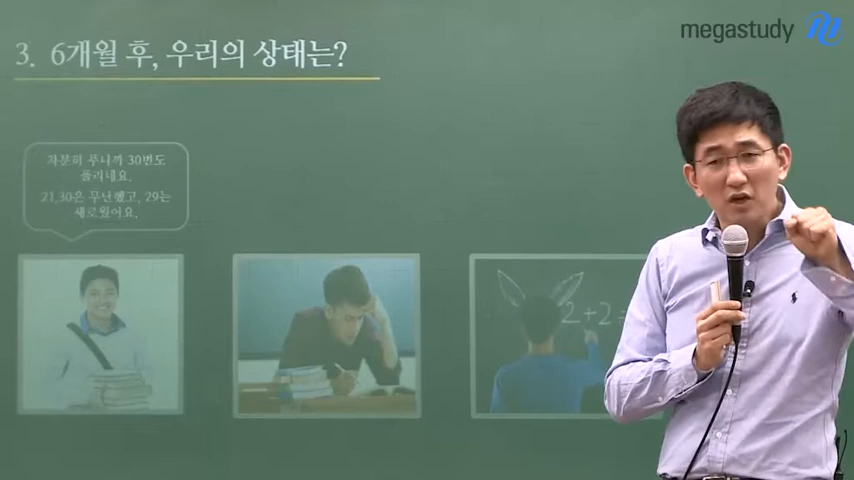 megastudy
3. 6개월 후, 우리의 상태는?
차분히 푸니까 30번도
풀리네요.
21,30은 무난했고, 29는
새로웠어요.
2+2=